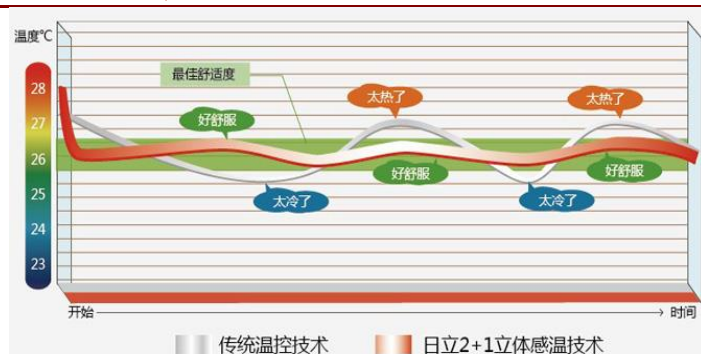 温度℃
最佳舒适度
28
太热了
太热了
27
好舒服
26
好舒服
好舒服
25
太冷了
太冷了
24
23
开始
时间
传统温控技术
日立2+1立体感温技术